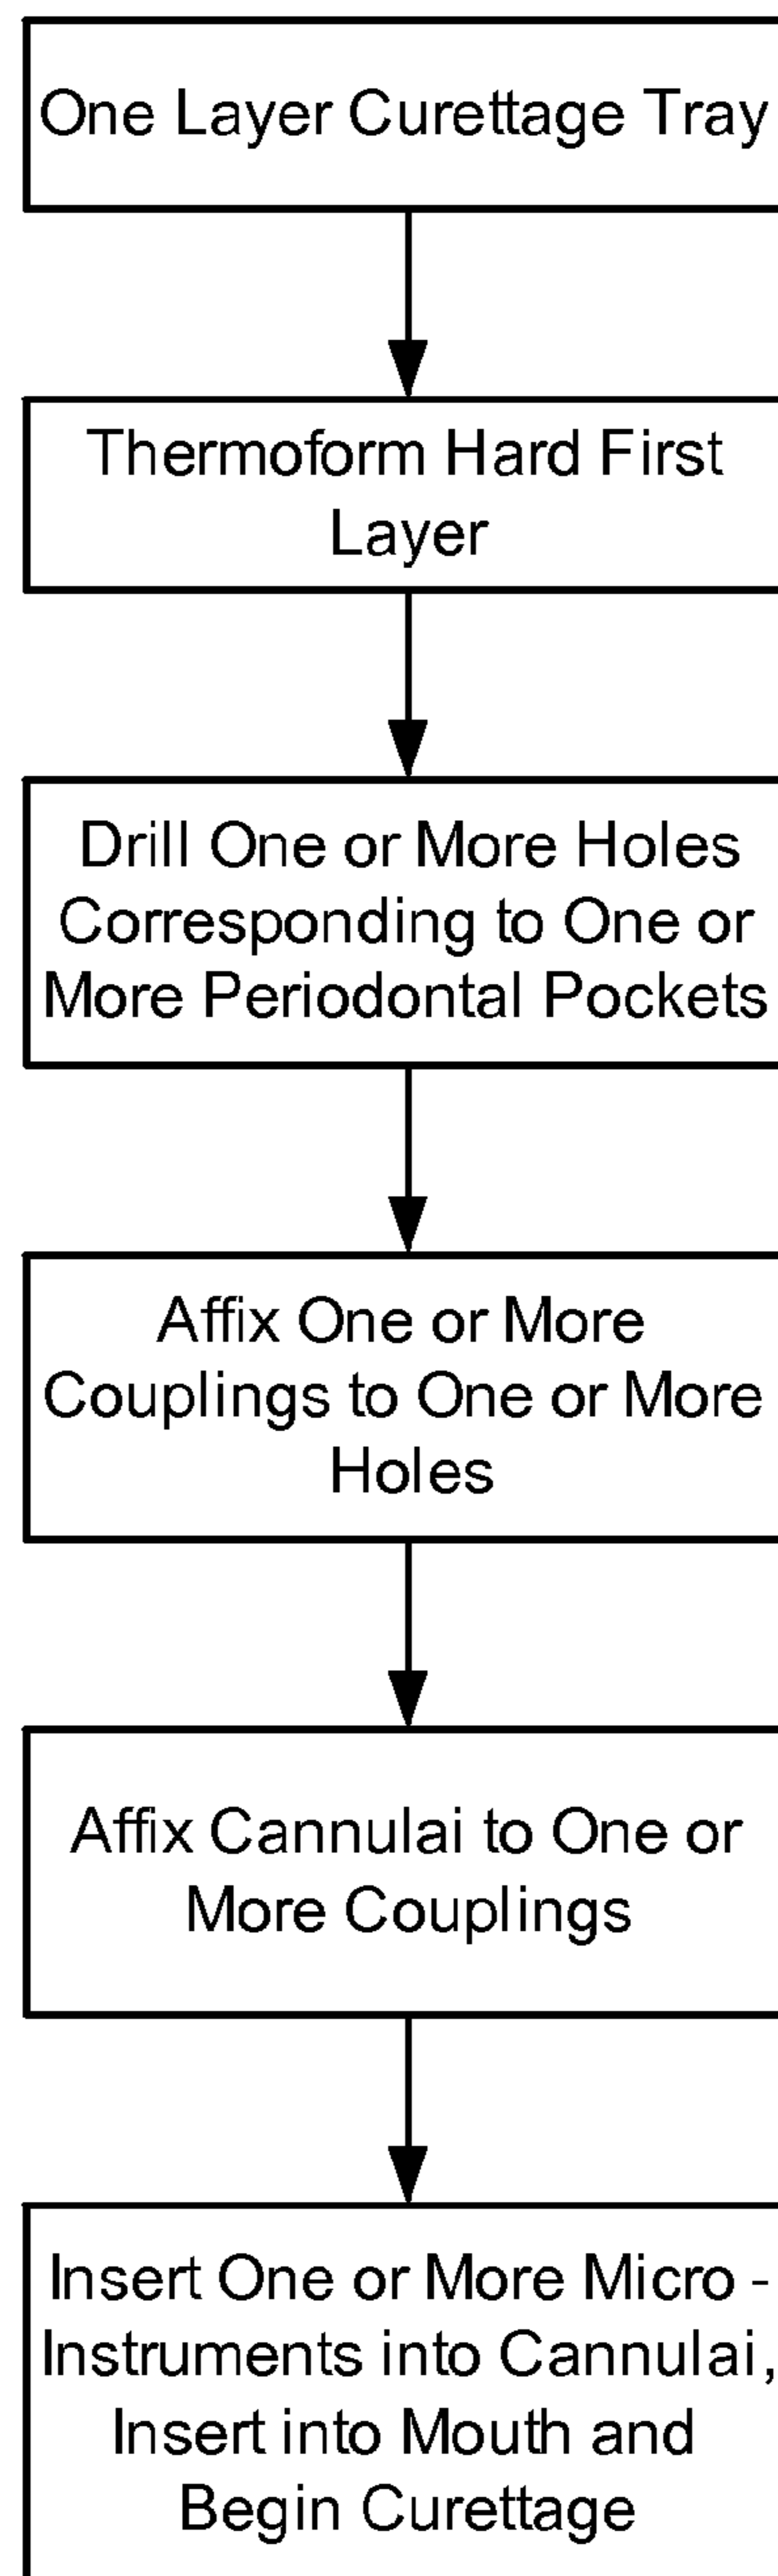 One Layer Curettage Tray
Thermoform Hard First
Layer
Drill One or More Holes
Corresponding to One or
More Periodontal Pockets
Affix One or More
Couplings to One or More
Holes
Affix Cannulai to One or
More Couplings
Insert One or More Micro -
Instruments into Cannulai,
Insert into Mouth and
Begin Curettage